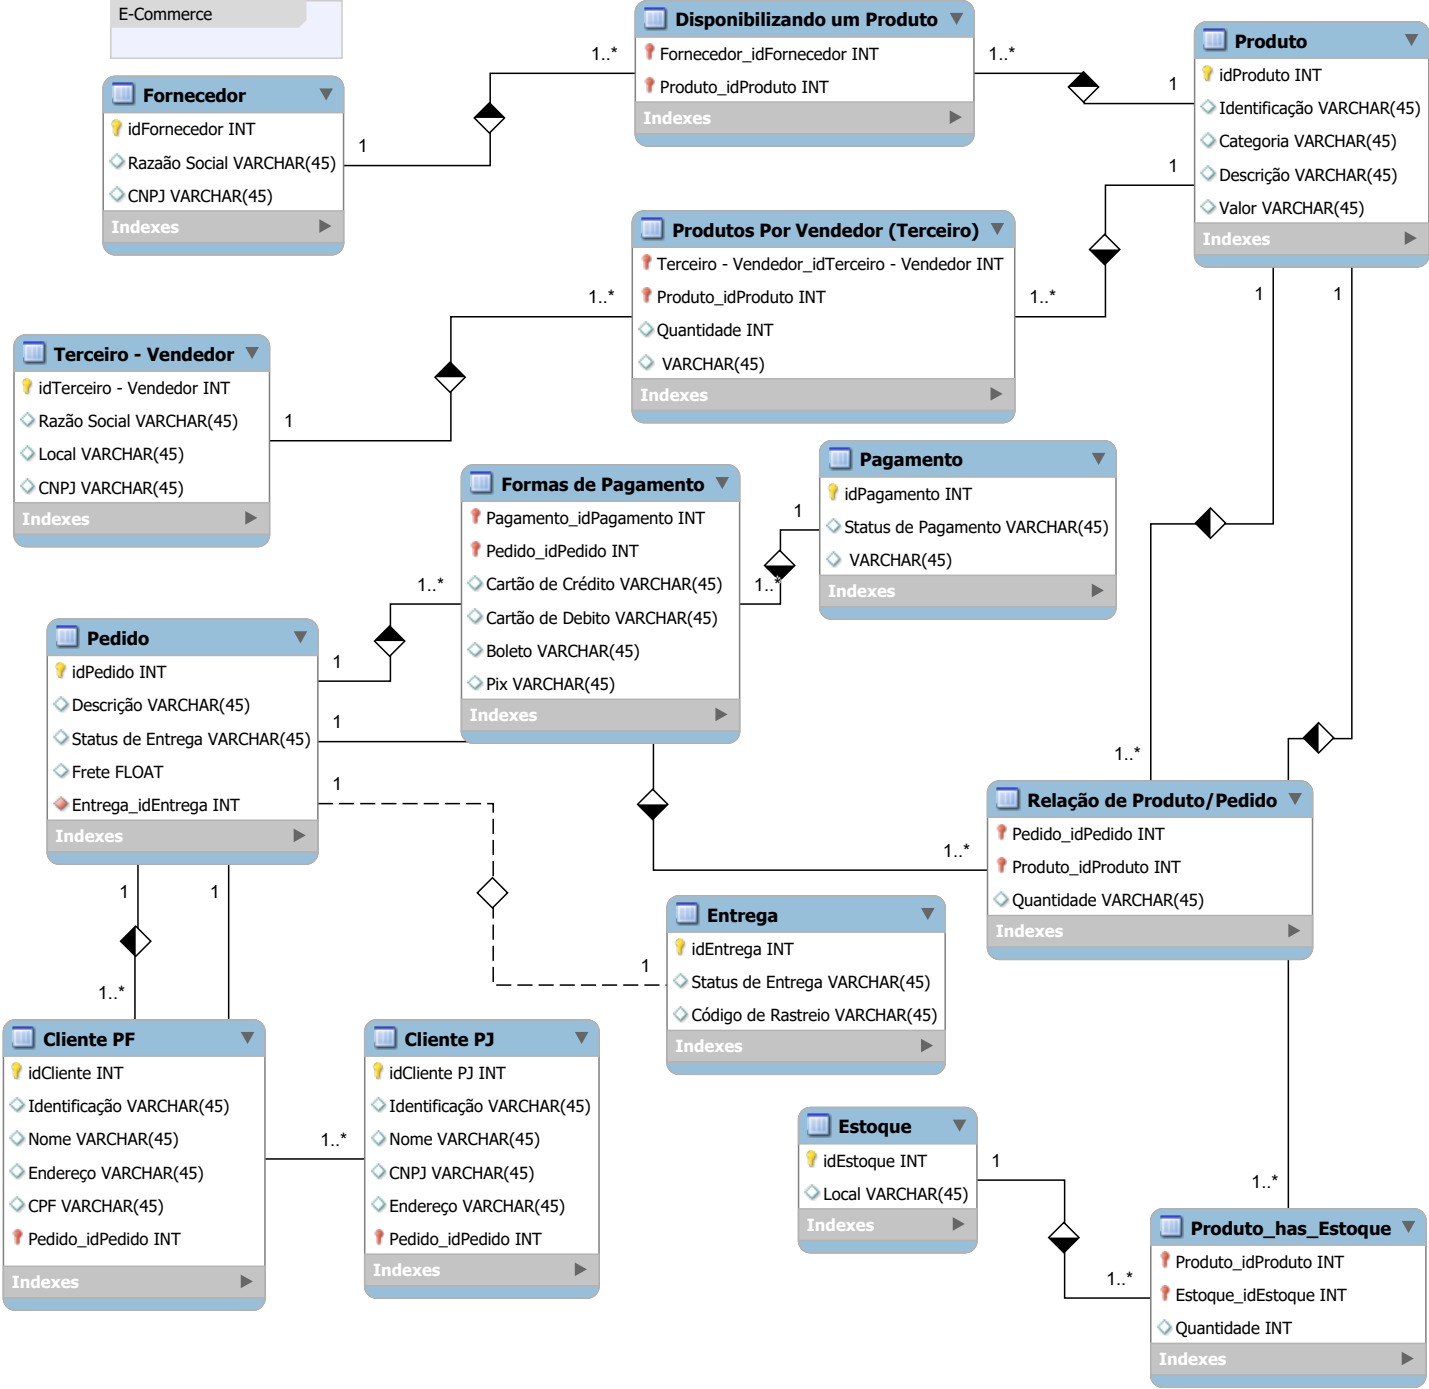 E-Commerce
Fornecedor
idFornecedor INT
Razaão Social VARCHAR(45)
CNPJ VARCHAR(45)
Indexes
1
1..*
Disponibilizando um Produto
Fornecedor_idFornecedor INT
Produto_idProduto INT
Indexes
1..*
1
Produto
idProduto INT
Identificação VARCHAR(45)
Categoria VARCHAR(45)
Descrição VARCHAR(45)
Valor VARCHAR(45)
Indexes
1
1
1
Produtos Por Vendedor (Terceiro)
Terceiro - Vendedor_idTerceiro - Vendedor INT
Produto_idProduto INT
Quantidade INT
VARCHAR(45)
Indexes
1..*
1..*
Terceiro - Vendedor
idTerceiro - Vendedor INT
Razão Social VARCHAR(45)
Local VARCHAR(45)
CNPJ VARCHAR(45)
Indexes
1
Formas de Pagamento
Pagamento_idPagamento INT
Pedido_idPedido INT
Cartão de Crédito VARCHAR(45)
Cartão de Debito VARCHAR(45)
Boleto VARCHAR(45)
Pix VARCHAR(45)
Indexes
1..*
1..*
1
Pagamento
idPagamento INT
Status de Pagamento VARCHAR(45)
VARCHAR(45)
Indexes
Pedido
idPedido INT
Descrição VARCHAR(45)
Status de Entrega VARCHAR(45)
Frete FLOAT
Entrega_idEntrega INT
Indexes
1
1
1
1
1
1..*
Relação de Produto/Pedido
Pedido_idPedido INT
Produto_idProduto INT
Quantidade VARCHAR(45)
Indexes
1..*
Entrega
idEntrega INT
Status de Entrega VARCHAR(45)
Código de Rastreio VARCHAR(45)
Indexes
1
1..*
Cliente PF
idCliente INT
Identificação VARCHAR(45)
Nome VARCHAR(45)
Endereço VARCHAR(45)
CPF VARCHAR(45)
Pedido_idPedido INT
Indexes
1..*
Cliente PJ
idCliente PJ INT
Identificação VARCHAR(45)
Nome VARCHAR(45)
CNPJ VARCHAR(45)
Endereço VARCHAR(45)
Pedido_idPedido INT
Indexes
Estoque
idEstoque INT
Local VARCHAR(45)
Indexes
1
1..*
1..*
Produto_has_Estoque
Produto_idProduto INT
Estoque_idEstoque INT
Quantidade INT
Indexes